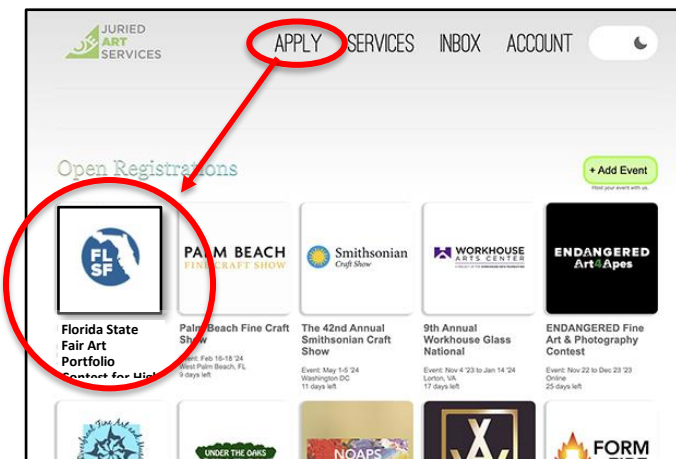 JURIED
ART
SERVICES
APPLY SERVICES INBOX ACCOUNT
Open Registrations
+ Add Event
Host your event with us.
FL
SF
PALM BEACH
FINE CRAFT SHOW
Smithsonian
Craft Show
WORKHOUSE
ARTS CENTER
ENDANGERED
Art4Apes
Florida State
Fair Art
Portfolio
Contest for High
Palm Beach Fine Craft
Show
Event: Feb 16-18 '24
West Palm Beach, FL
9 days left
The 42nd Annual
Smithsonian Craft
Show
Event: May 1-5 '24
Washington DC
11 days left
9th Annual
Workhouse Glass
National
Event: Nov 4 '23 to Jan 14 '24
Lorton, VA
17 days left
ENDANGERED Fine
Art & Photography
Contest
Event: Nov 22 to Dec 23 '23
Online
25 days left
UNDER THE OAKS
NOAPS
FORM